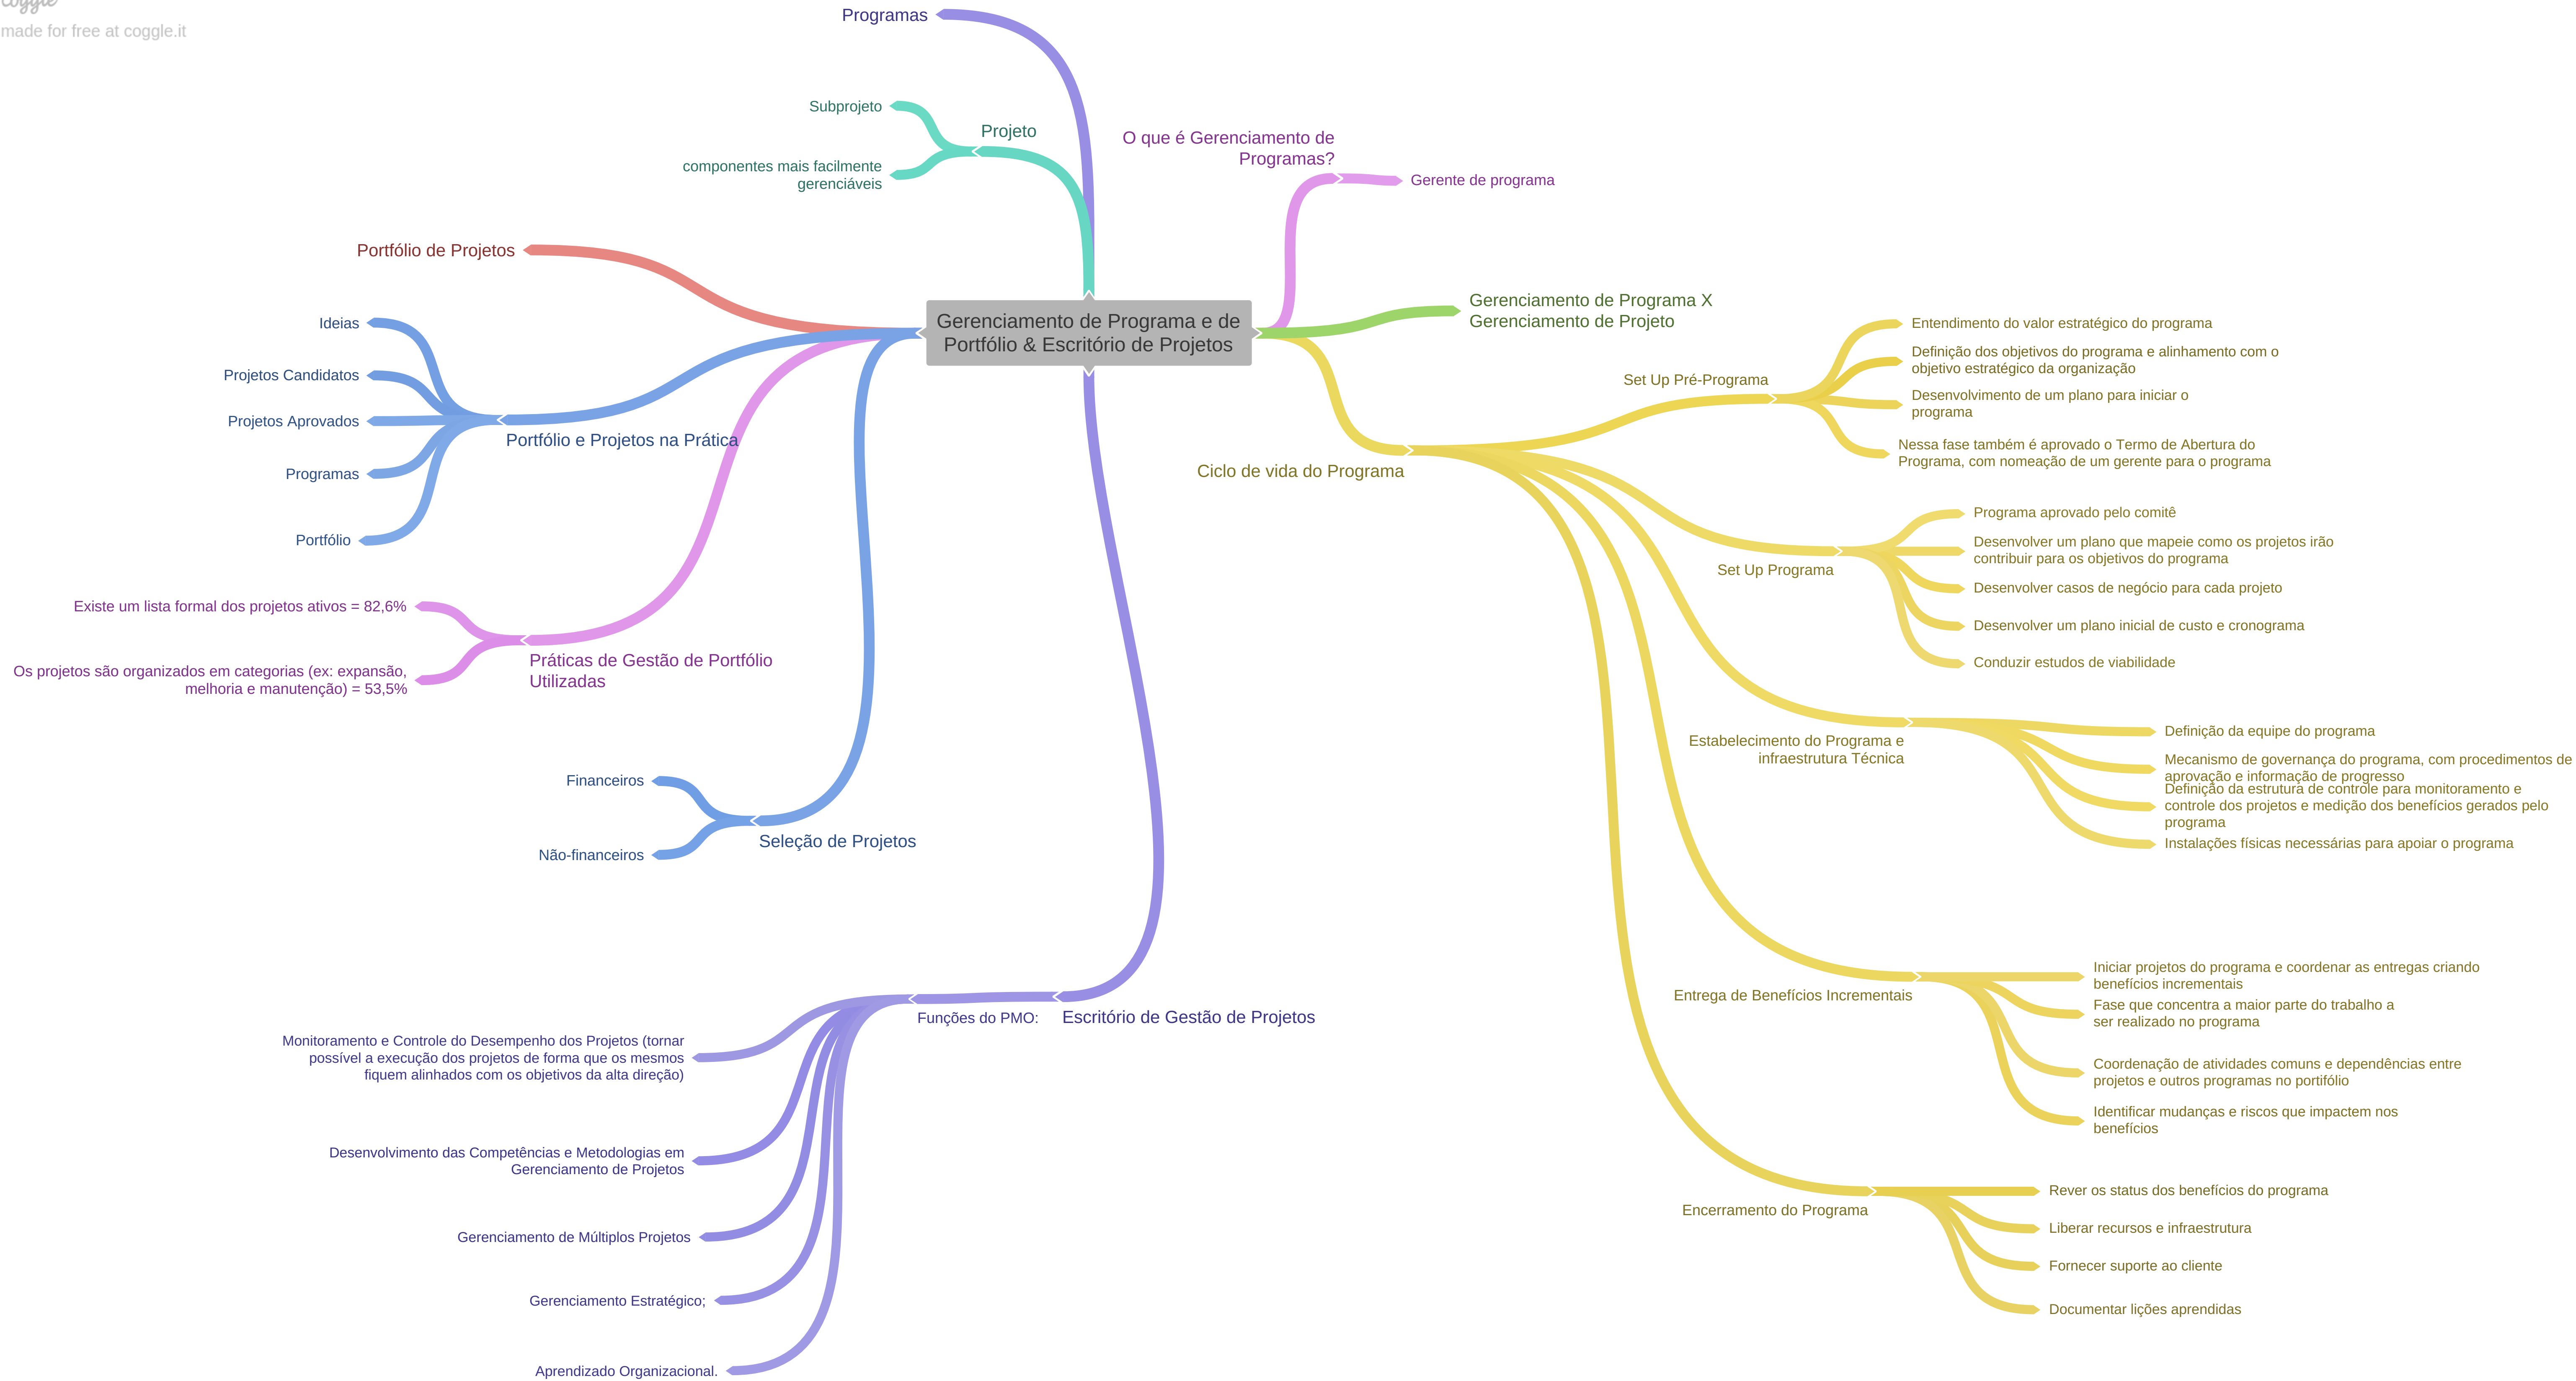 Coggle
made for free at coggle.it
Gerenciamento de Programa e de
Portfólio & Escritório de Projetos
Programas
Projeto
Subprojeto
componentes mais facilmente
gerenciáveis
Portfólio de Projetos
Portfólio e Projetos na Prática
Ideias
Projetos Candidatos
Projetos Aprovados
Programas
Portfólio
Práticas de Gestão de Portfólio
Utilizadas
Existe um lista formal dos projetos ativos = 82,6%
Os projetos são organizados em categorias (ex: expansão,
melhoria e manutenção) = 53,5%
Seleção de Projetos
Financeiros
Não-financeiros
Escritório de Gestão de Projetos
Funções do PMO:
Monitoramento e Controle do Desempenho dos Projetos (tornar
possível a execução dos projetos de forma que os mesmos
fiquem alinhados com os objetivos da alta direção)
Desenvolvimento das Competências e Metodologias em
Gerenciamento de Projetos
Gerenciamento de Múltiplos Projetos
Gerenciamento Estratégico;
Aprendizado Organizacional.
O que é Gerenciamento de
Programas?
Gerente de programa
Gerenciamento de Programa X
Gerenciamento de Projeto
Ciclo de vida do Programa
Set Up Pré-Programa
Entendimento do valor estratégico do programa
Definição dos objetivos do programa e alinhamento com o
objetivo estratégico da organização
Desenvolvimento de um plano para iniciar o
programa
Nessa fase também é aprovado o Termo de Abertura do
Programa, com nomeação de um gerente para o programa
Set Up Programa
Programa aprovado pelo comitê
Desenvolver um plano que mapeie como os projetos irão
contribuir para os objetivos do programa
Desenvolver casos de negócio para cada projeto
Desenvolver um plano inicial de custo e cronograma
Conduzir estudos de viabilidade
Estabelecimento do Programa e
infraestrutura Técnica
Definição da equipe do programa
Mecanismo de governança do programa, com procedimentos de
aprovação e informação de progresso
Definição da estrutura de controle para monitoramento e
controle dos projetos e medição dos benefícios gerados pelo
programa
Instalações físicas necessárias para apoiar o programa
Entrega de Benefícios Incrementais
Iniciar projetos do programa e coordenar as entregas criando
benefícios incrementais
Fase que concentra a maior parte do trabalho a
ser realizado no programa
Coordenação de atividades comuns e dependências entre
projetos e outros programas no portifólio
Identificar mudanças e riscos que impactem nos
benefícios
Encerramento do Programa
Rever os status dos benefícios do programa
Liberar recursos e infraestrutura
Fornecer suporte ao cliente
Documentar lições aprendidas